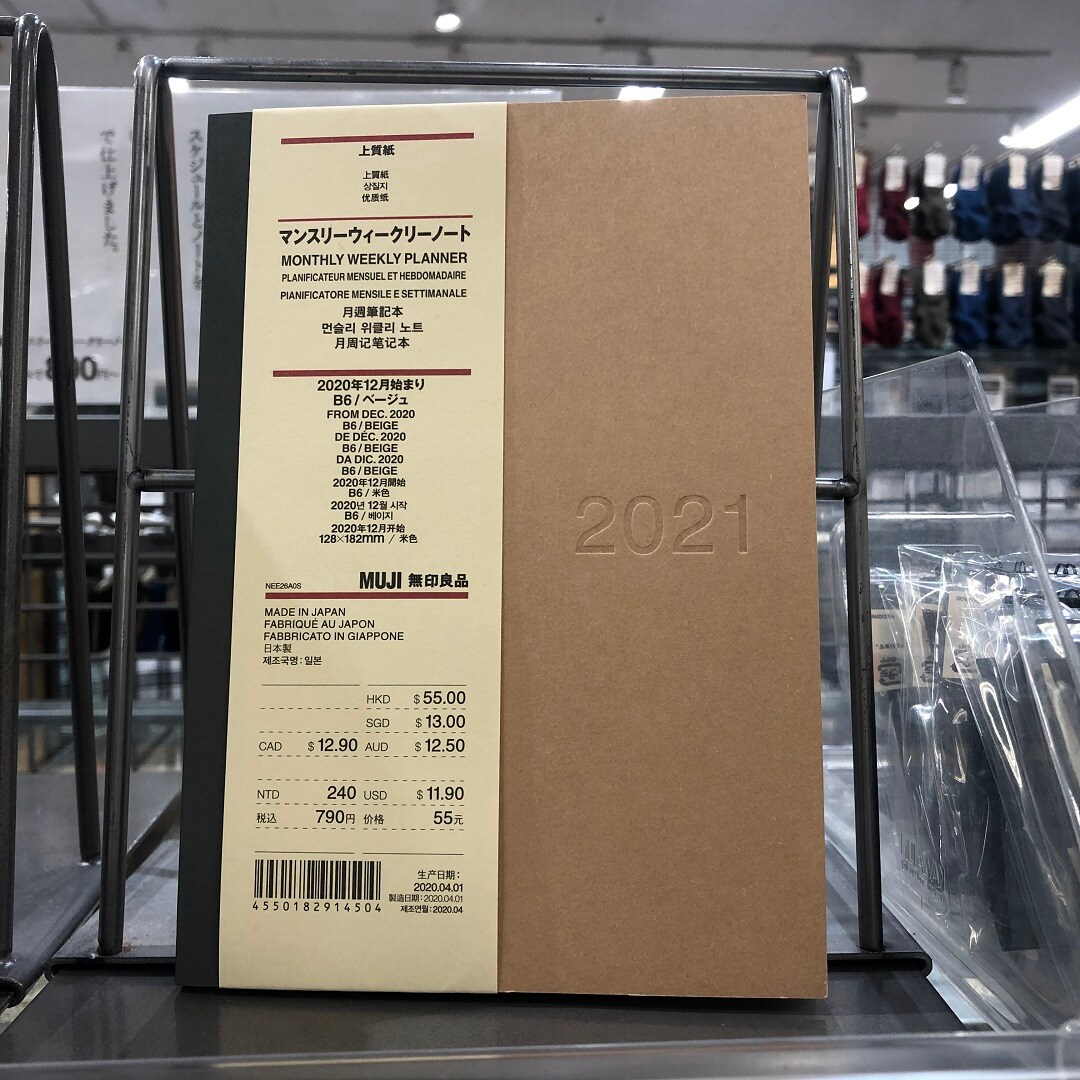 上質紙
上質紙
상질지
优质纸
マンスリーウィークリーノート
MONTHLY WEEKLY PLANNER
PLANIFICATEUR MENSUEL ET HEBDOMADAIRE
PIANIFICATORE MENSILE E SETTIMANALE
月週筆記本
먼슬리 위클리 노트
月周记笔记本
2020年12月始まり
B6 / ベージュ
FROM DEC. 2020
B6 / BEIGE
DE DÉC. 2020
B6 / BEIGE
DA DIC. 2020
B6 / BEIGE
2020年12月開始
B6 / 米色
2020년 12월 시작
B6 / 베이지
2020年12月开始
128×182mm / 米色
NEE26A0S MUJI 無印良品
MADE IN JAPAN
FABRIQUÉ AU JAPON
FABBRICATO IN GIAPPONE
日本製
제조국명 : 일본
HKD $ 55.00
SGD $ 13.00
CAD $ 12.90 AUD $ 12.50
NTD 240 USD $ 11.90
税込 790円 价格 55元
4550182914504
生产日期 :
2020.04.01
製造日期 : 2020.04.01
제조연월 : 2020.04
2021
スケジュールとノートを
で仕上げました。